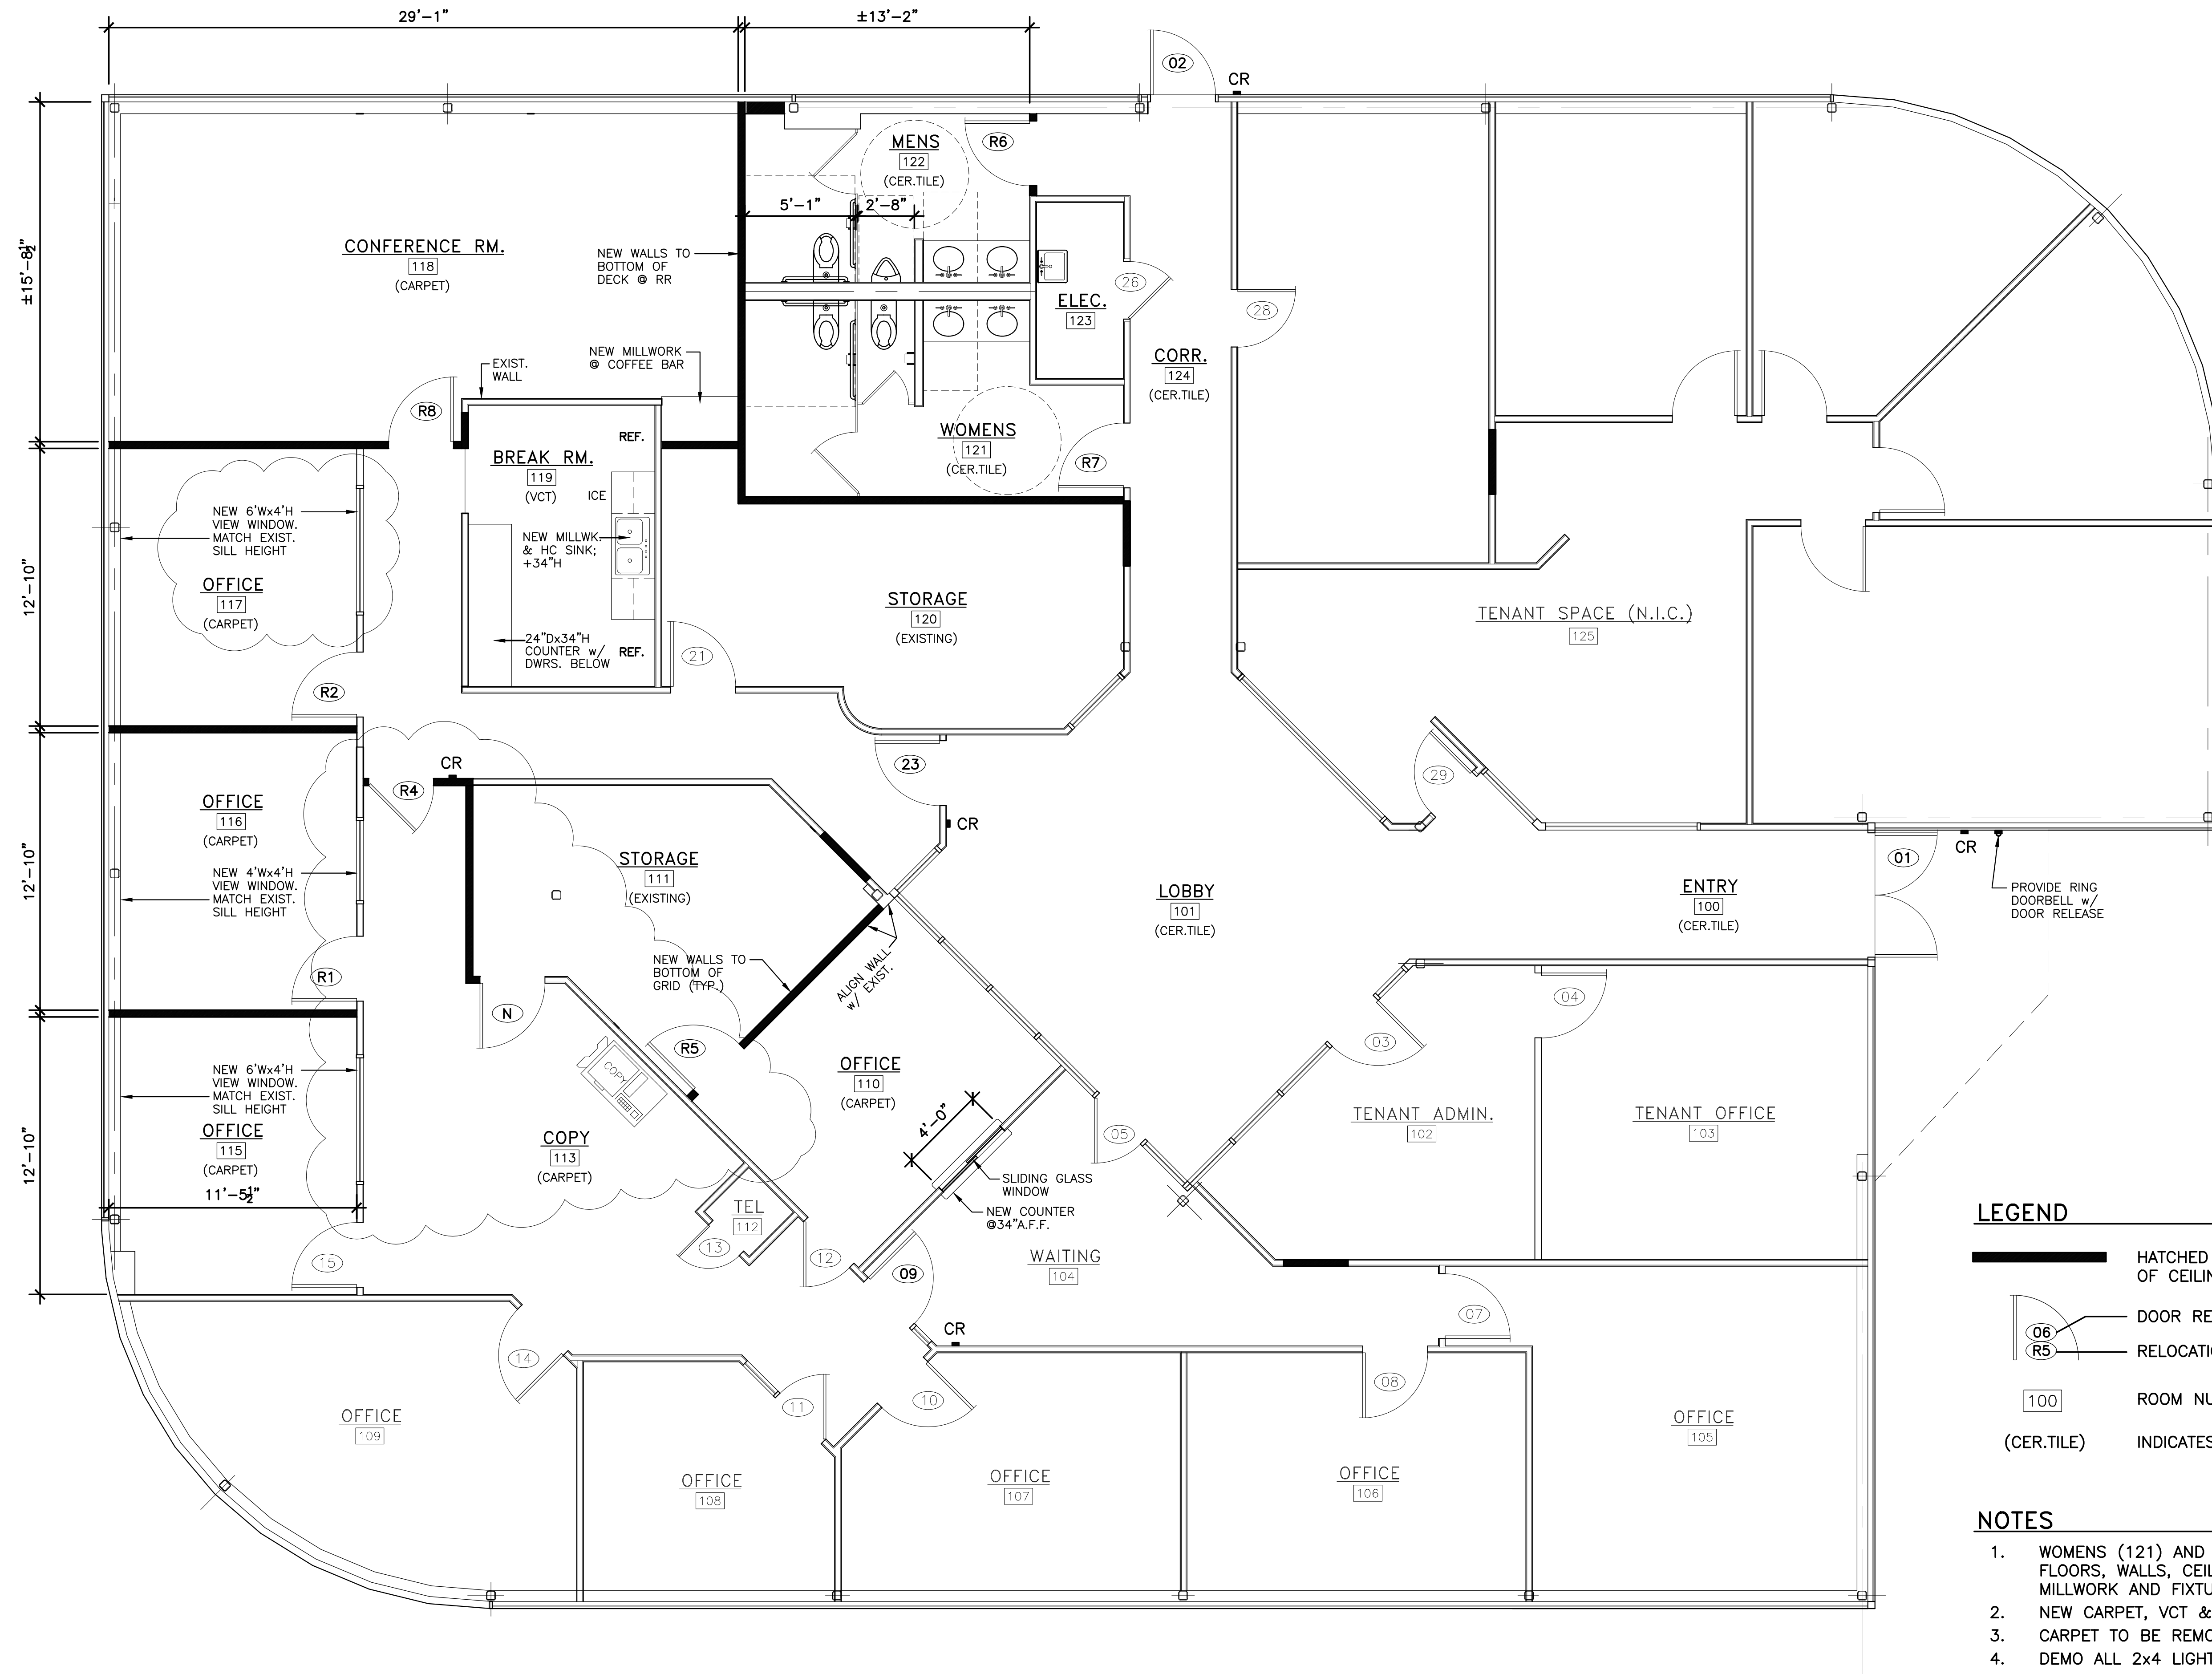 29'-1"
±13'-2"
02
CR
±15'-8½"
12'-10"
12'-10"
12'-10"
CONFERENCE RM.
118
(CARPET)
NEW WALLS TO
BOTTOM OF
DECK @ RR
MENS
122
(CER.TILE)
R6
5'-1"
2'-8"
ELEC.
123
26
28
CORR.
124
(CER.TILE)
EXIST.
WALL
NEW MILLWORK
@ COFFEE BAR
R8
REF.
BREAK RM.
119
(VCT)
ICE
NEW MILLWK.
& HC SINK;
+34"H
24"Dx34"H
COUNTER w/
DWRS. BELOW
REF.
WOMENS
121
(CER.TILE)
R7
NEW 6'Wx4'H
VIEW WINDOW.
MATCH EXIST.
SILL HEIGHT
OFFICE
117
(CARPET)
R2
21
STORAGE
120
(EXISTING)
TENANT SPACE (N.I.C.)
125
23
CR
29
R4
CR
OFFICE
116
(CARPET)
NEW 4'Wx4'H
VIEW WINDOW.
MATCH EXIST.
SILL HEIGHT
R1
STORAGE
111
(EXISTING)
NEW WALLS TO
BOTTOM OF
GRID (TYP.)
ALIGN WALL
w/ EXIST.
LOBBY
101
(CER.TILE)
ENTRY
100
(CER.TILE)
01
CR
PROVIDE RING
DOORBELL w/
DOOR RELEASE
N
R5
COPY
NEW 6'Wx4'H
VIEW WINDOW.
MATCH EXIST.
SILL HEIGHT
OFFICE
115
(CARPET)
11'-5½"
15
COPY
113
(CARPET)
OFFICE
110
(CARPET)
4'-0"
SLIDING GLASS
WINDOW
NEW COUNTER
@34"A.F.F.
03
04
05
TENANT ADMIN.
102
TENANT OFFICE
103
TEL
112
13
12
09
WAITING
104
CR
07
08
10
11
14
OFFICE
109
OFFICE
108
OFFICE
107
OFFICE
106
OFFICE
105
LEGEND
HATCHED
OF CEILIN
06
R5
DOOR RE
RELOCATI
100
ROOM NU
(CER.TILE)
INDICATES
NOTES
1. WOMENS (121) AND
FLOORS, WALLS, CEIL
MILLWORK AND FIXTU
2. NEW CARPET, VCT &
3. CARPET TO BE REMO
4. DEMO ALL 2x4 LIGHT